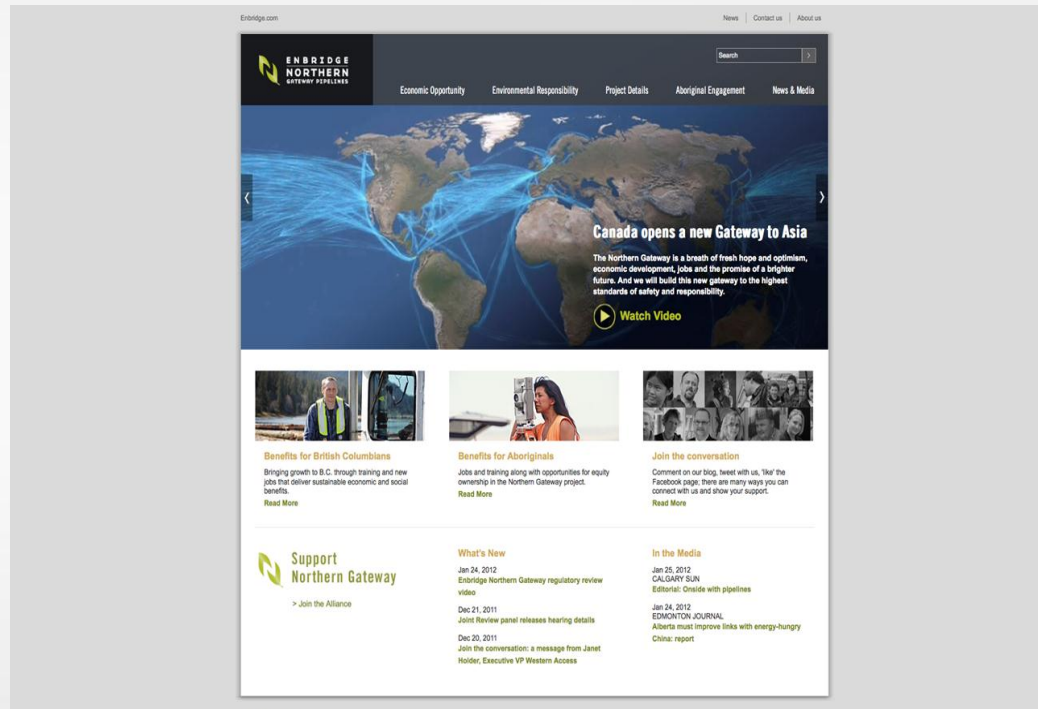 Enbridge.com
News
Contact us
About us
ENBRIDGE
NORTHERN
GATEWAY PIPELINES
Search
Economic Opportunity
Environmental Responsibility
Project Details
Aboriginal Engagement
News & Media
Canada opens a new Gateway to Asia
The Northern Gateway is a breath of fresh hope and optimism,
economic development, jobs and the promise of a brighter
future. And we will build this new gateway to the highest
standards of safety and responsibility.
Watch Video
Benefits for British Columbians
Bringing growth to B.C. through training and new
jobs that deliver sustainable economic and social
benefits.
Read More
Benefits for Aboriginals
Jobs and training along with opportunities for equity
ownership in the Northern Gateway project.
Read More
Join the conversation
Comment on our blog, tweet with us, 'like' the
Facebook page; there are many ways you can
connect with us and show your support.
Read More
Support
Northern Gateway
> Join the Alliance
What's New
Jan 24, 2012
Enbridge Northern Gateway regulatory review
video
Dec 21, 2011
Joint Review panel releases hearing details
Dec 20, 2011
Join the conversation: a message from Janet
Holder, Executive VP Western Access
In the Media
Jan 25, 2012
CALGARY SUN
Editorial: Onside with pipelines
Jan 24, 2012
EDMONTON JOURNAL
Alberta must improve links with energy-hungry
China: report